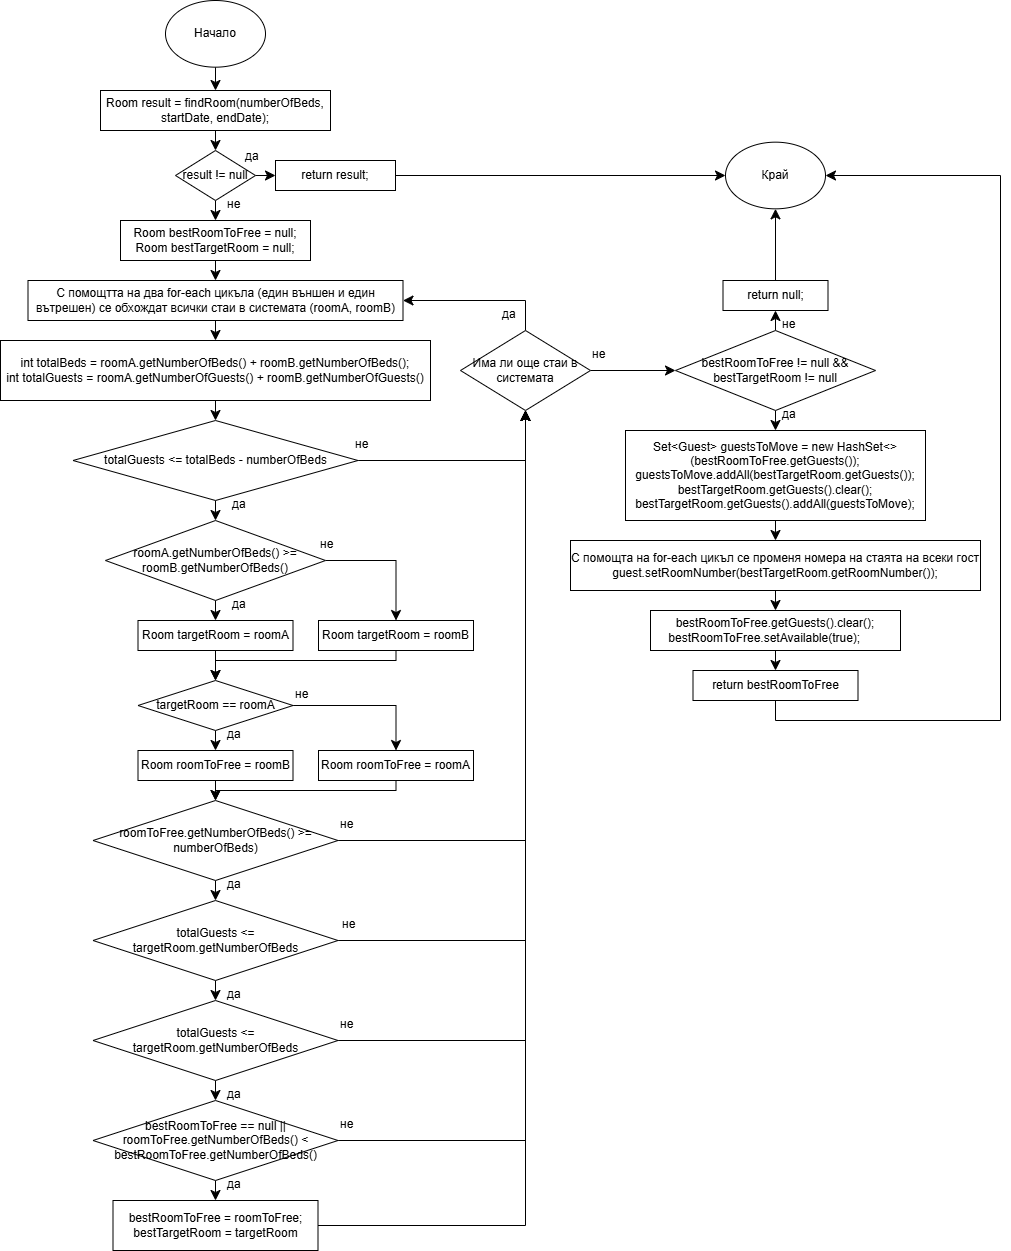 Начало
Room result = findRoom(numberOfBeds,
startDate, endDate);
да
result != null
return result;
Край
не
Room bestRoomToFree = null;
Room bestTargetRoom = null;
С помощтта на два for-each цикъла (един външен и един
вътрешен) се обхождат всички стаи в системата (roomA, roomB)
int totalBeds = roomA.getNumberOfBeds() + roomB.getNumberOfBeds();
int totalGuests = roomA.getNumberOfGuests() + roomB.getNumberOfGuests()
totalGuests <= totalBeds - numberOfBeds
не
да
roomA.getNumberOfBeds() >=
roomB.getNumberOfBeds()
не
да
Room targetRoom = roomA
Room targetRoom = roomB
targetRoom == roomA
не
да
Room roomToFree = roomB
Room roomToFree = roomA
roomToFree.getNumberOfBeds() >=
numberOfBeds)
не
да
totalGuests <=
targetRoom.getNumberOfBeds
не
да
totalGuests <=
targetRoom.getNumberOfBeds
не
да
bestRoomToFree == null ||
roomToFree.getNumberOfBeds() <
bestRoomToFree.getNumberOfBeds()
не
да
bestRoomToFree = roomToFree;
bestTargetRoom = targetRoom
да
Има ли още стаи в
системата
не
return null;
не
bestRoomToFree != null &&
bestTargetRoom != null
да
Set<Guest> guestsToMove = new HashSet<>
(bestRoomToFree.getGuests());
guestsToMove.addAll(bestTargetRoom.getGuests());
bestTargetRoom.getGuests().clear();
bestTargetRoom.getGuests().addAll(guestsToMove);
С помощта на for-each цикъл се променя номера на стаята на всеки гост
guest.setRoomNumber(bestTargetRoom.getRoomNumber());
bestRoomToFree.getGuests().clear();
bestRoomToFree.setAvailable(true);
return bestRoomToFree